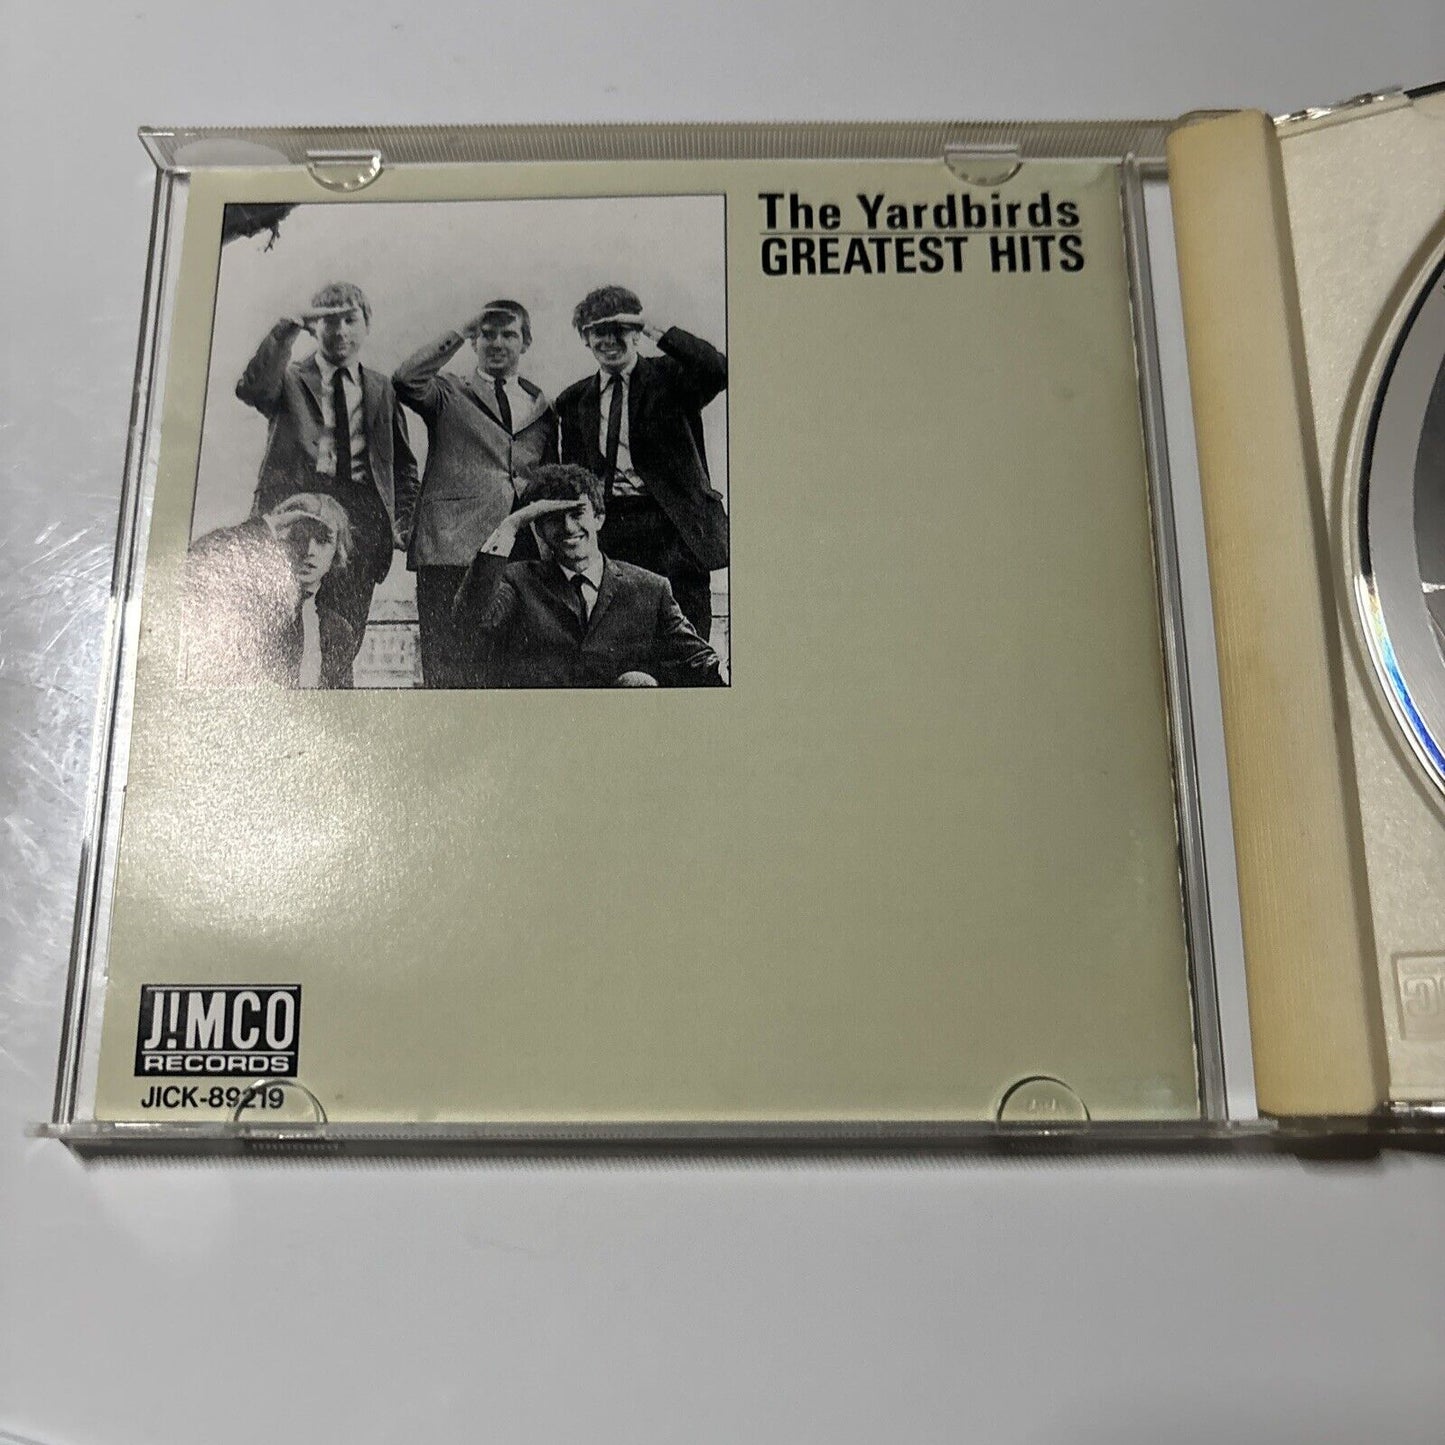 The Yardbirds
GREATEST HITS
J!MCO
RECORDS
JICK-89219